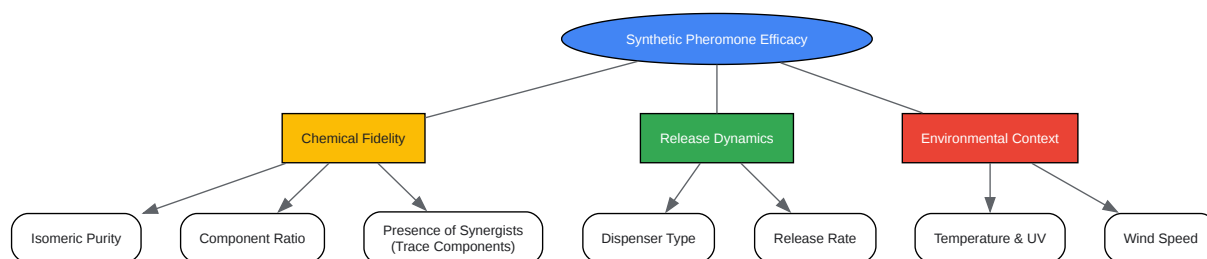 Synthetic Pheromone Efficacy
Chemical Fidelity
Release Dynamics
Environmental Context
Isomeric Purity
Component Ratio
Presence of Synergists
(Trace Components)
Dispenser Type
Release Rate
Temperature & UV
Wind Speed